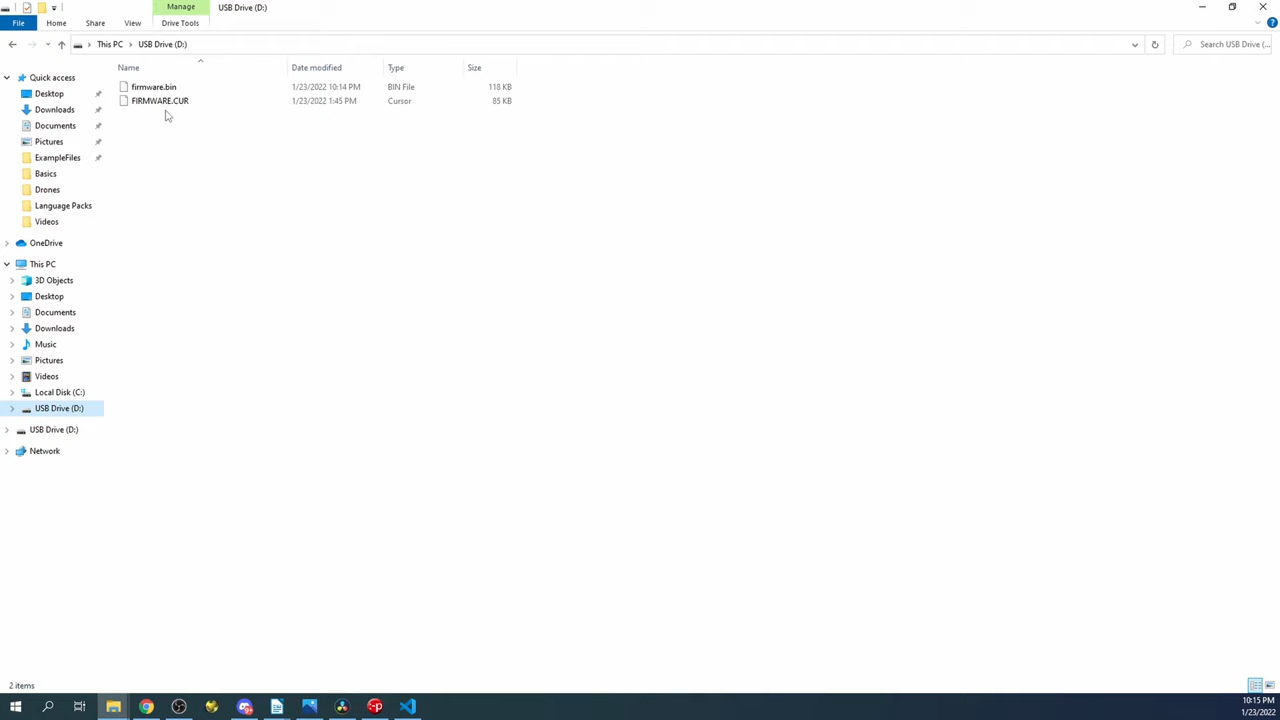 Manage
USB Drive (D:)
File
Home
Share
View
Drive Tools
This PC
USB Drive (D:)
Search USB Drive (...
Name
Date modified
Type
Size
firmware.bin
1/23/2022 10:14 PM
BIN File
118 KB
FIRMWARE.CUR
1/23/2022 1:45 PM
Cursor
85 KB
Quick access
Desktop
Downloads
Documents
Pictures
ExampleFiles
Basics
Drones
Language Packs
Videos
OneDrive
This PC
3D Objects
Desktop
Documents
Downloads
Music
Pictures
Videos
Local Disk (C:)
USB Drive (D:)
USB Drive (D:)
Network
2 items
10:15 PM
1/23/2022